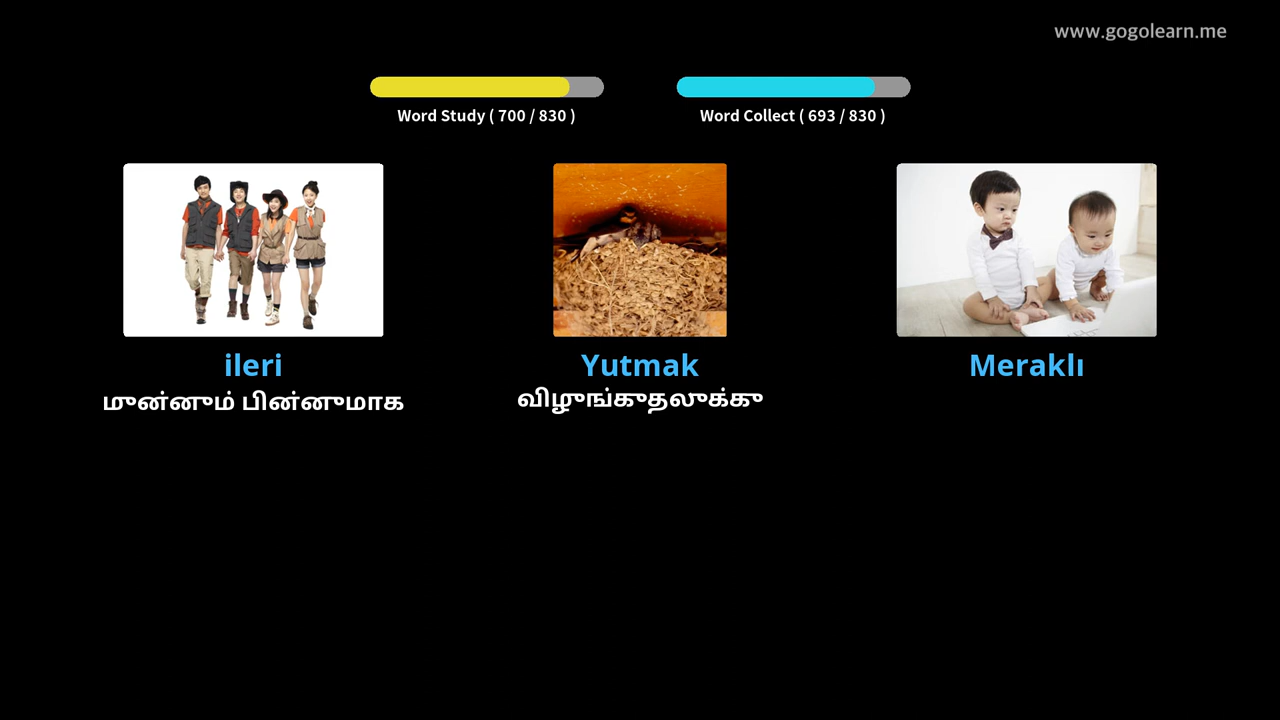 www.gogolearn.me
Word Study ( 700 / 830 )
Word Collect ( 693 / 830 )
ileri
முன்னும் பின்னுமாக
Yutmak
விழுங்குதலுக்கு
Meraklı